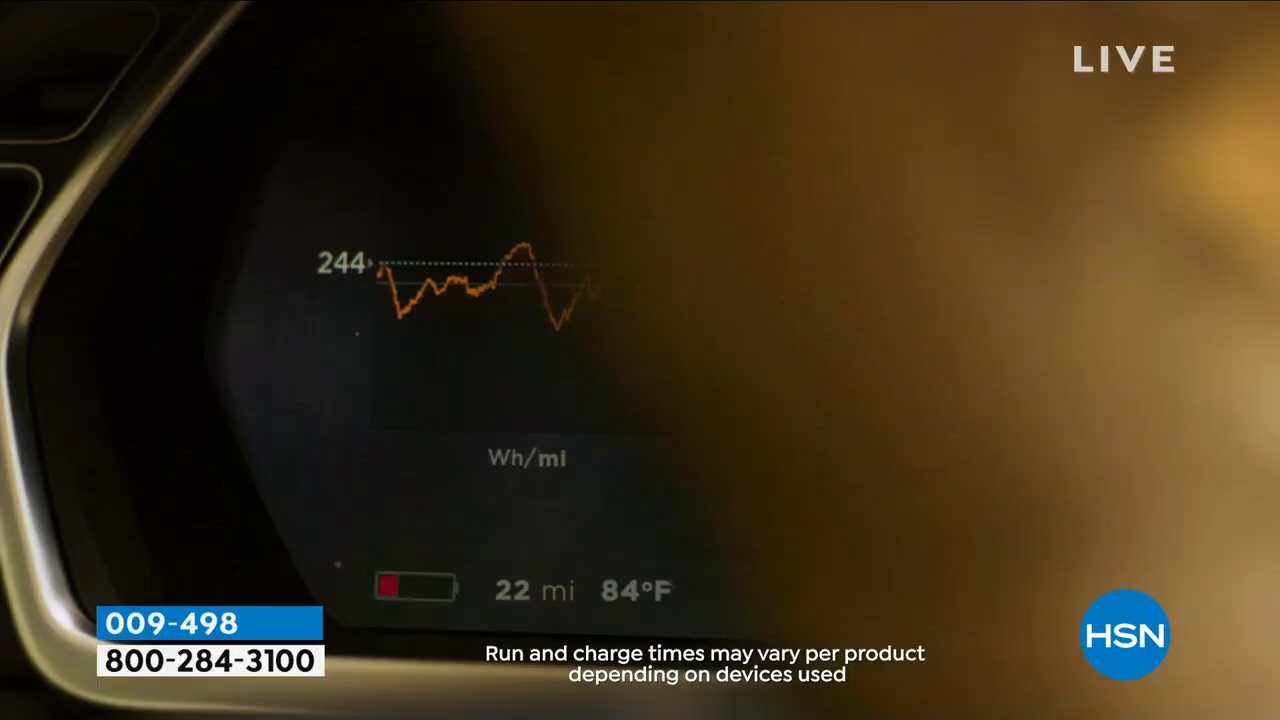 LIVE
244
Wh/mi
22 mi 84°F
009-498
800-284-3100
Run and charge times may vary per product
depending on devices used
HSN